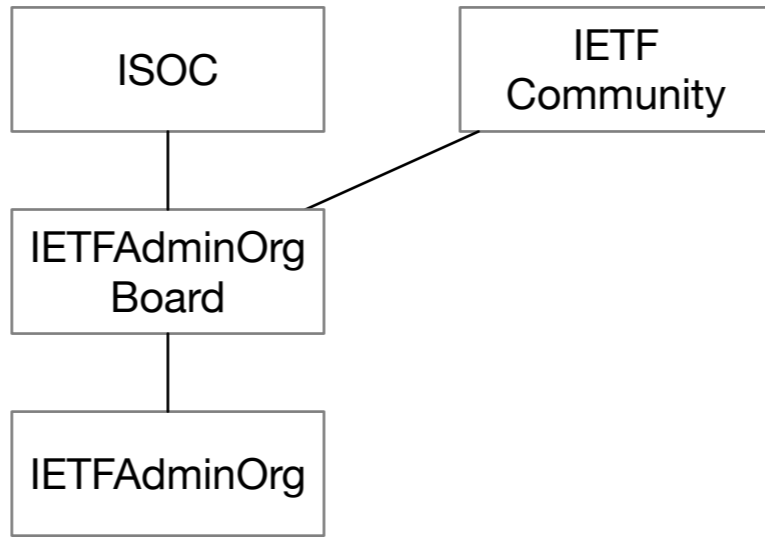 ISOC
IETF
Community
IETFAdminOrg
Board
IETFAdminOrg